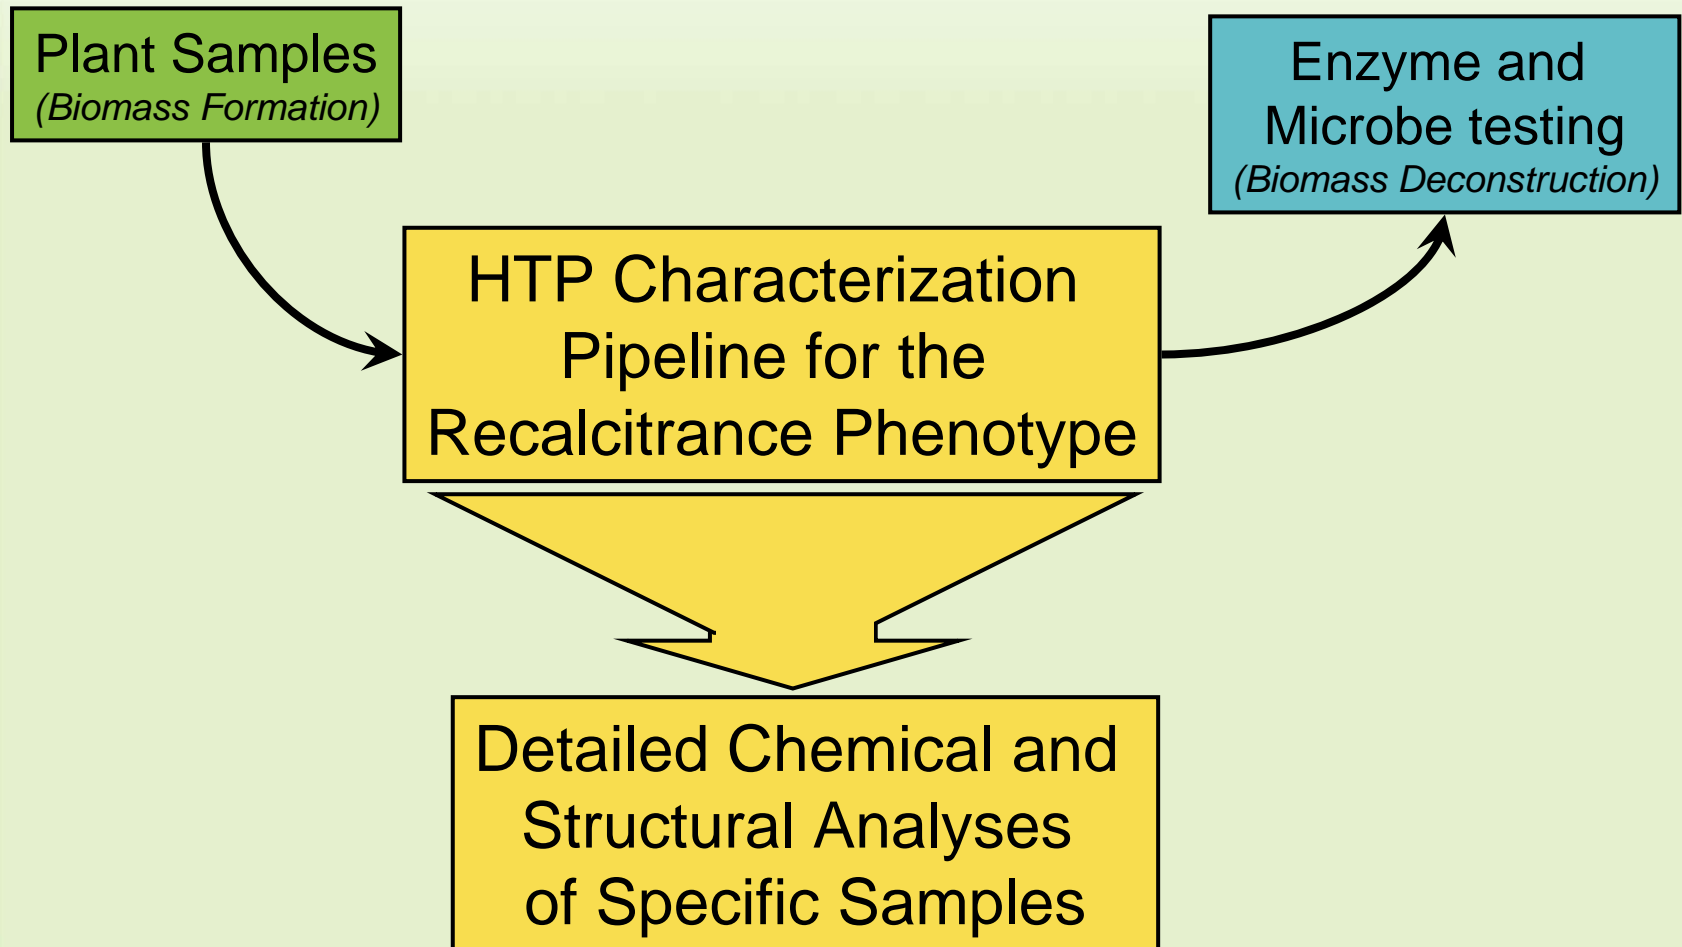 Plant Samples
(Biomass Formation)
Enzyme and
Microbe testing
(Biomass Deconstruction)
HTP Characterization
Pipeline for the
Recalcitrance Phenotype
Detailed Chemical and
Structural Analyses
of Specific Samples